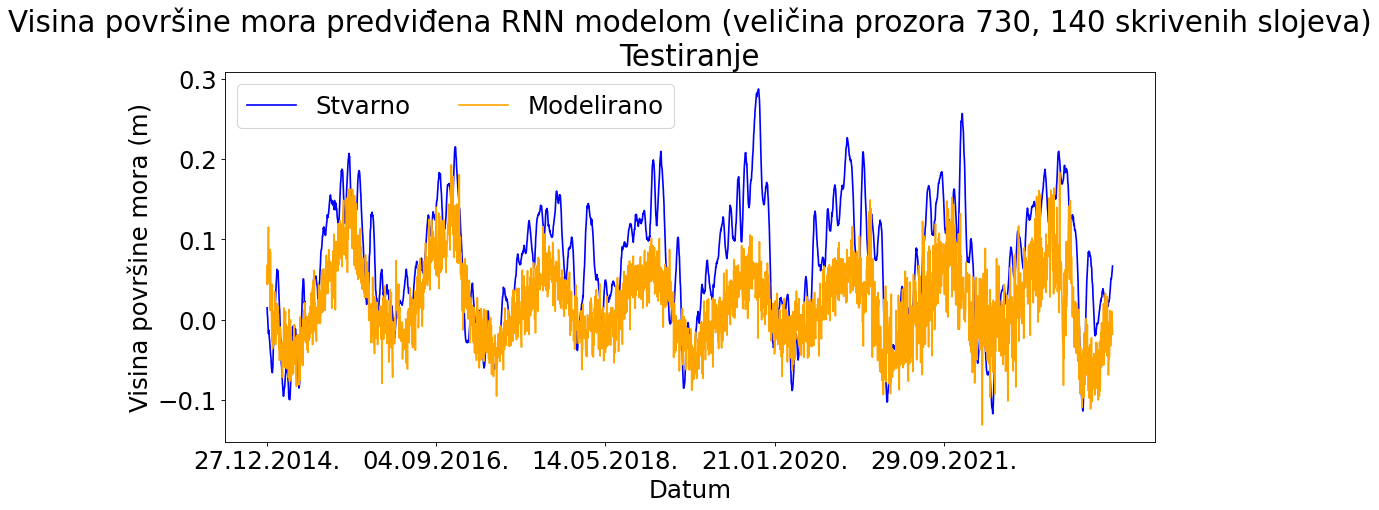 Visina površine mora predviđena RNN modelom (veličina prozora 730, 140 skrivenih slojeva)
Testiranje
Stvarno
Modelirano
Visina površine mora (m)
0.3
0.2
0.1
0.0
−0.1
27.12.2014. 04.09.2016. 14.05.2018. 21.01.2020. 29.09.2021.
Datum